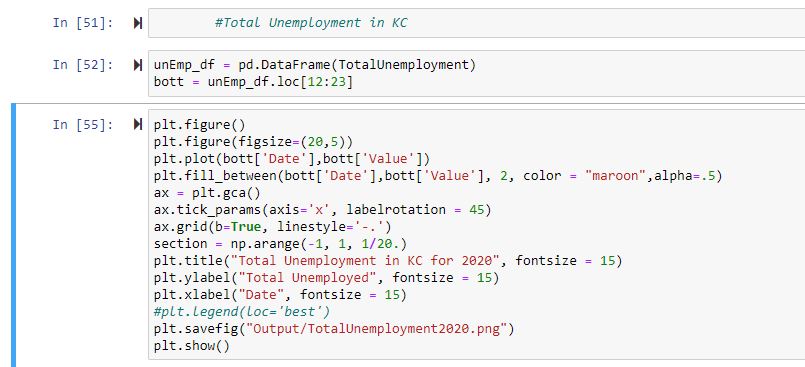 In [51]: #Total Unemployment in KC
In [52]: unEmp_df = pd.DataFrame(TotalUnemployment)
bott = unEmp_df.loc[12:23]
In [55]: plt.figure()
plt.figure(figsize=(20,5))
plt.plot(bott['Date'],bott['Value'])
plt.fill_between(bott['Date'],bott['Value'], 2, color = "maroon",alpha=.5)
ax = plt.gca()
ax.tick_params(axis='x', labelrotation = 45)
ax.grid(b=True, linestyle='-.')
section = np.arange(-1, 1, 1/20.)
plt.title("Total Unemployment in KC for 2020", fontsize = 15)
plt.ylabel("Total Unemployed", fontsize = 15)
plt.xlabel("Date", fontsize = 15)
#plt.legend(loc='best')
plt.savefig("Output/TotalUnemployment2020.png")
plt.show()